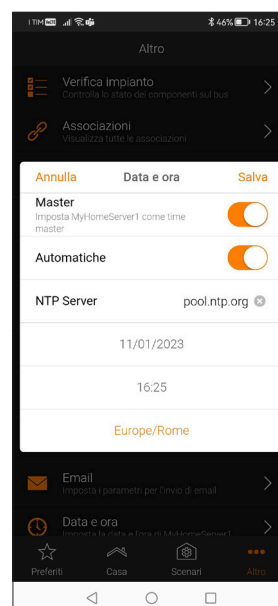 I TIM 46% 16:25
Altro
Verifica impianto
Controlla lo stato dei componenti sul bus
Associazioni
Visualizza tutte le associazioni
Annulla Data e ora Salva
Master
Imposta MyHomeServer1 come time
master
Automatiche
NTP Server pool.ntp.org
11/01/2023
16:25
Europe/Rome
Email
Imposta i parametri per l'invio di email
Data e ora
Imposta la data e l'ora di MyHomeServer1
Preferiti Casa Scenari Altro